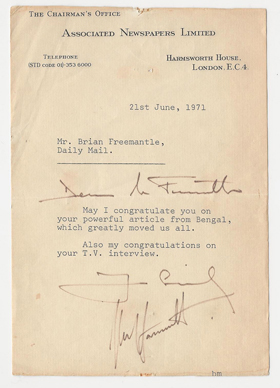 THE CHAIRMAN'S OFFICE
ASSOCIATED NEWSPAPERS LIMITED
TELEPHONE
(STD CODE 01)-353 6000
HARMSWORTH HOUSE,
LONDON, E.C.4.
21st June, 1971
Mr. Brian Freemantle,
Daily Mail.
May I congratulate you on
your powerful article from Bengal,
which greatly moved us all.
Also my congratulations on
your T.V. interview.
hm